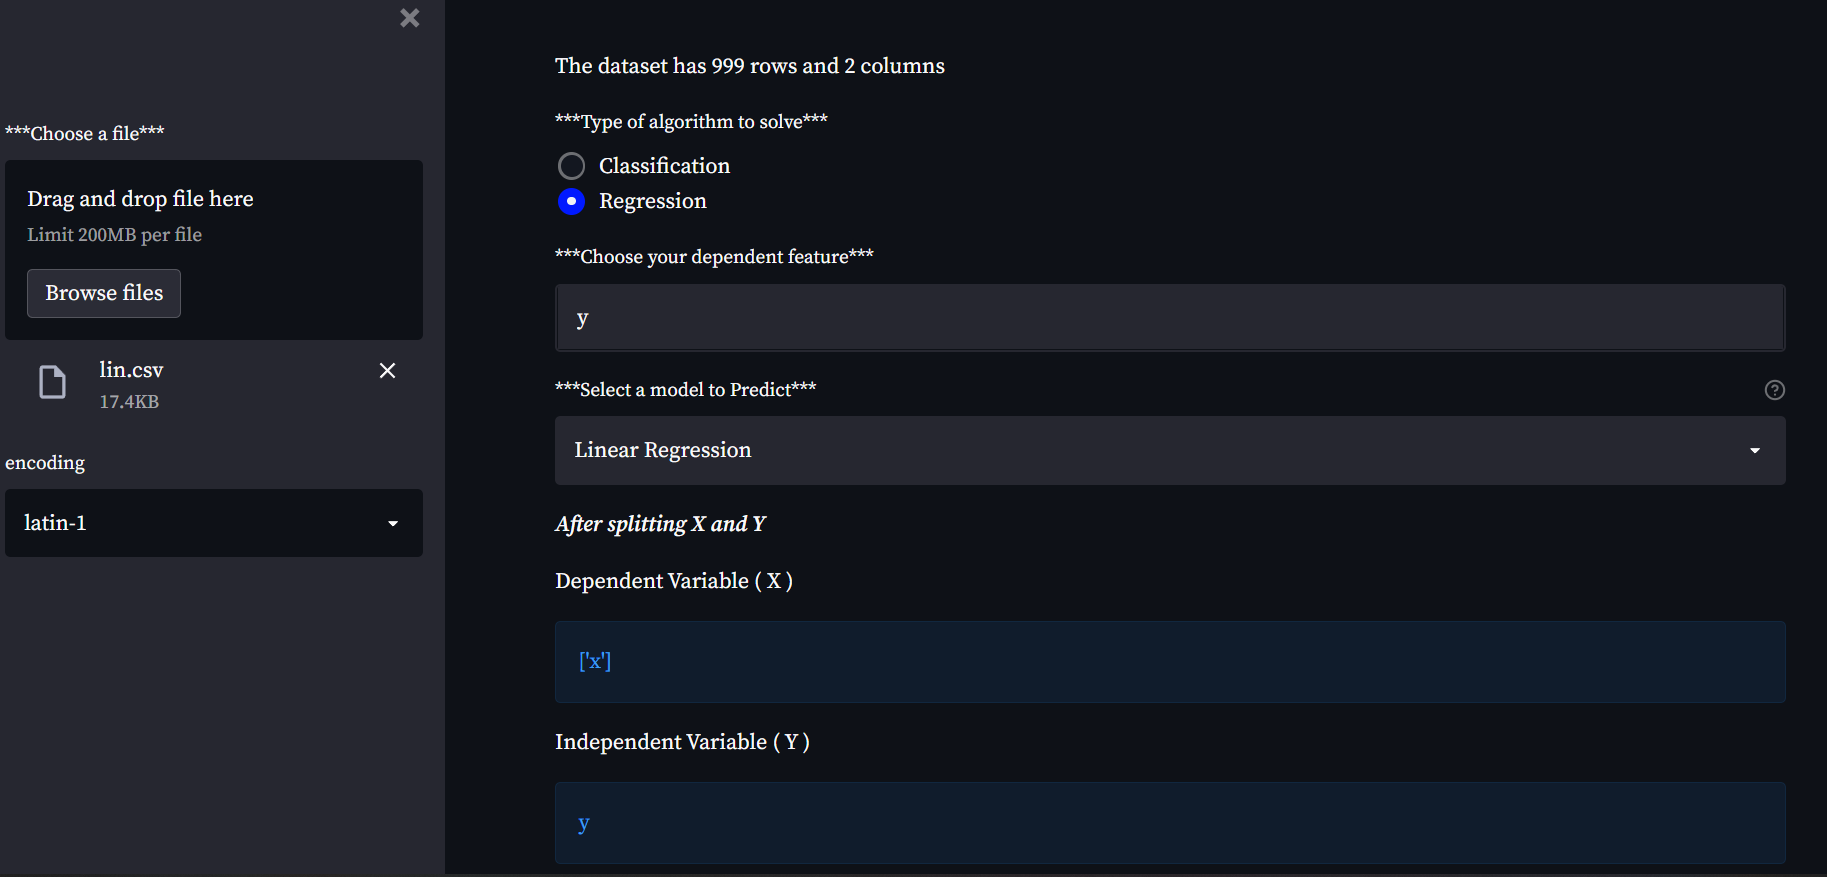 ***Choose a file***
Drag and drop file here
Limit 200MB per file
Browse files
lin.csv
17.4KB
encoding
latin-1
The dataset has 999 rows and 2 columns
***Type of algorithm to solve***
Classification
Regression
***Choose your dependent feature***
y
***Select a model to Predict***
Linear Regression
After splitting X and Y
Dependent Variable ( X )
['x']
Independent Variable ( Y )
y